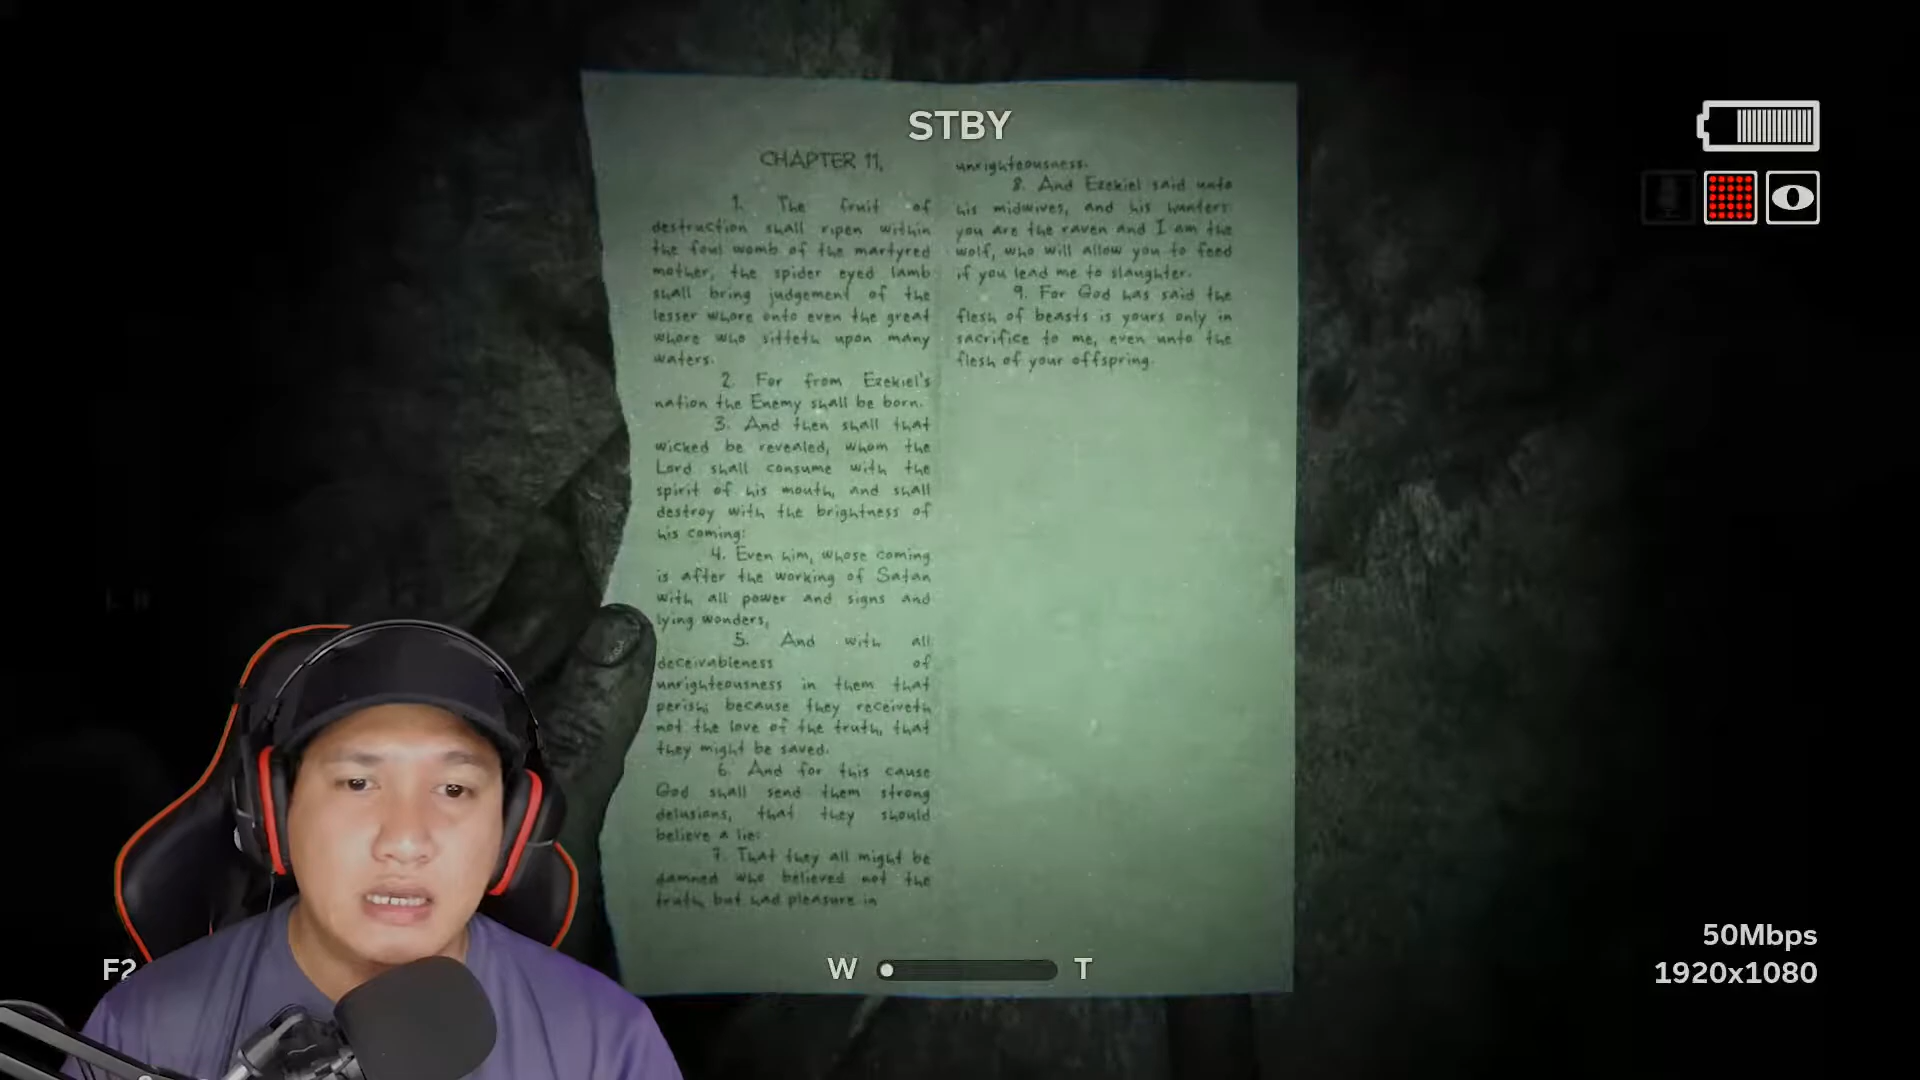 STBY
CHAPTER 11,
1. The fruit of
destruction shall ripen within
the foul womb of the martyred
mother, the spider eyed lamb
shall bring judgement of the
lesser whore onto even the great
whore who sitteth upon many
waters.
2. For from Ezekiel's
nation the Enemy shall be born.
3. And then shall that
wicked be revealed, whom the
Lord shall consume with the
spirit of his mouth, and shall
destroy with the brightness of
his coming:
4. Even him, whose coming
is after the working of Satan
with all power and signs and
lying wonders,
5. And with all
deceivableness of
unrighteousness in them that
perish; because they receiveth
not the love of the truth, that
they might be saved.
6. And for this cause
God shall send them strong
delusions, that they should
believe a lie:
7. That they all might be
damned who believed not the
truth but had pleasure in
unrighteousness.
8. And Ezekiel said unto
his midwives, and his hunters
you are the raven and I am the
wolf, who will allow you to feed
if you lead me to slaughter.
9. For God has said the
flesh of beasts is yours only in
sacrifice to me, even unto the
flesh of your offspring.
F2
W T
50Mbps
1920x1080